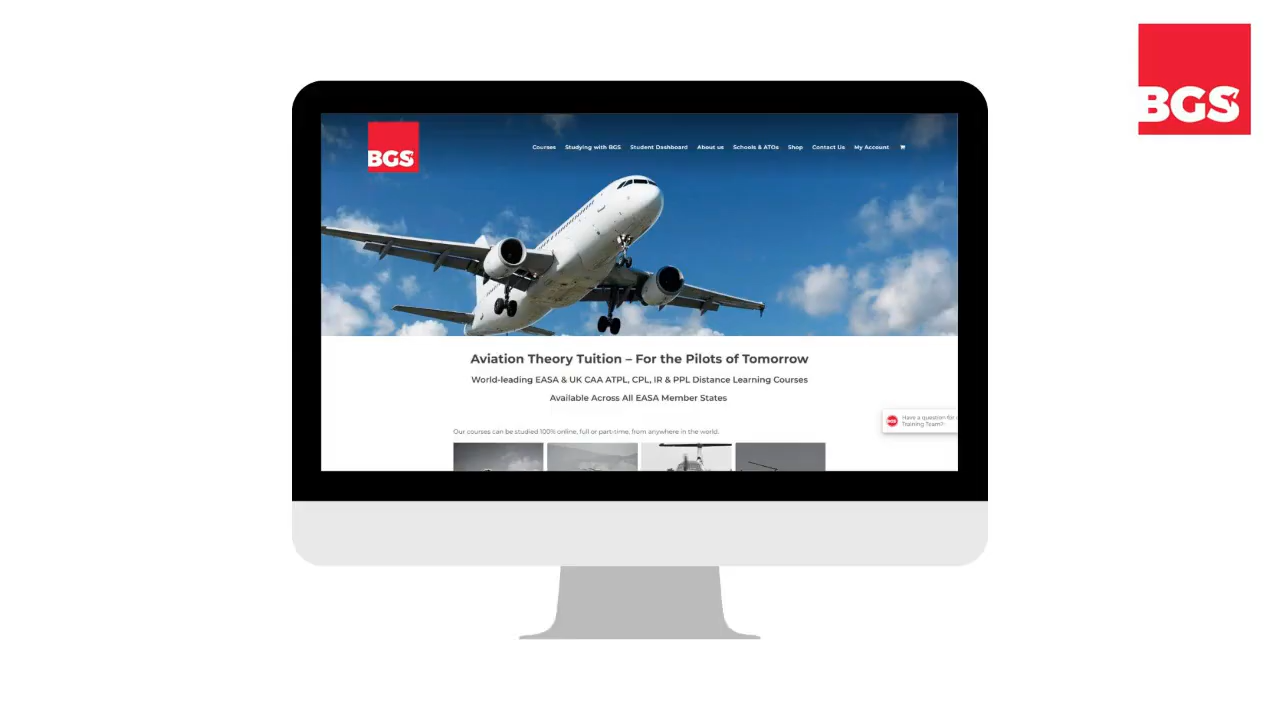 BGS
BGS
Courses Studying with BGS Student Dashboard About us Schools & ATOs Shop Contact Us My Account
Aviation Theory Tuition – For the Pilots of Tomorrow
World-leading EASA & UK CAA ATPL, CPL, IR & PPL Distance Learning Courses
Available Across All EASA Member States
Have a question for
Training Team?
Our courses can be studied 100% online, full or part-time, from anywhere in the world.